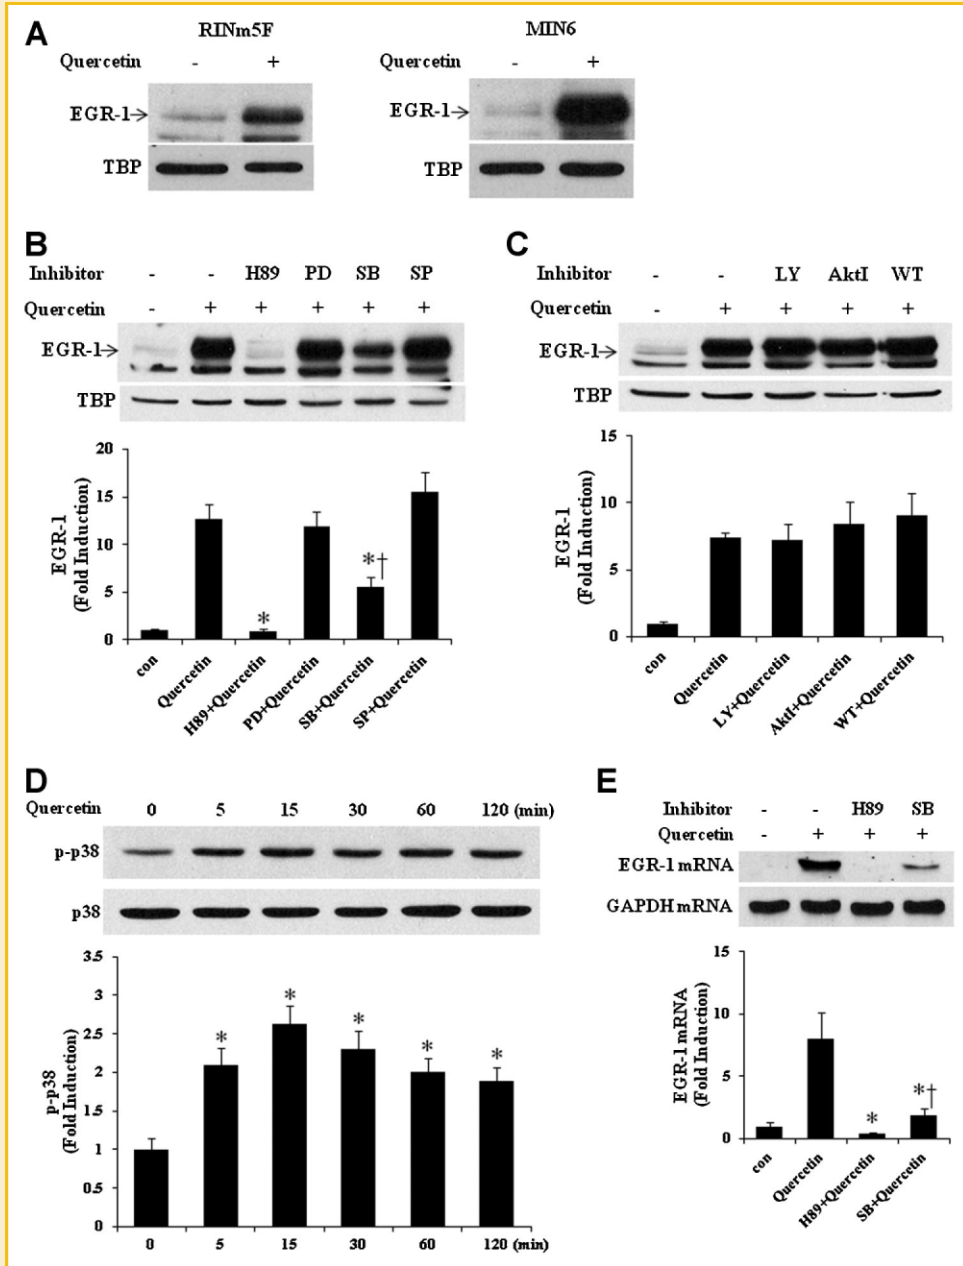 A
RINm5F
MIN6
Quercetin - +
Quercetin - +
EGR-1
EGR-1
TBP
TBP
B
Inhibitor - - H89 PD SB SP
Quercetin - + + + + +
EGR-1
TBP
EGR-1
(Fold Induction)
20
15
10
5
0
*
*†
con
Quercetin
H89+Quercetin
PD+Quercetin
SB+Quercetin
SP+Quercetin
C
Inhibitor - - LY AktI WT
Quercetin - + + + +
EGR-1
TBP
EGR-1
(Fold Induction)
15
10
5
0
con
Quercetin
LY+Quercetin
AktI+Quercetin
WT+Quercetin
D
Quercetin 0 5 15 30 60 120 (min)
p-p38
p38
p-p38
(Fold Induction)
3.5
3
2.5
2
1.5
1
0.5
0
* * * * *
0 5 15 30 60 120 (min)
E
Inhibitor - - H89 SB
Quercetin - + + +
EGR-1 mRNA
GAPDH mRNA
EGR-1 mRNA
(Fold Induction)
15
10
5
0
*
*†
con
Quercetin
H89+Quercetin
SB+Quercetin